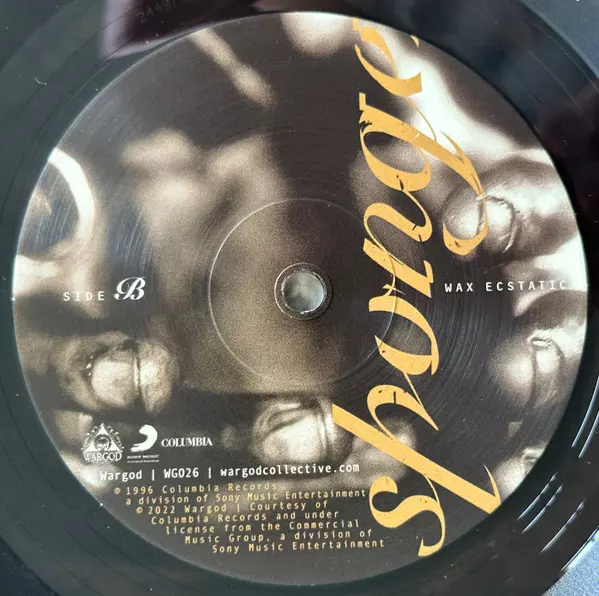 sponge
WAX ECSTATIC
SIDE B
WARGOD
COLUMBIA
Wargod | WG026 | wargodcollective.com
℗ 1996 Columbia Records,
a division of Sony Music Entertainment
© 2022 Wargod | Courtesy of
Columbia Records and under
license from the Commercial
Music Group, a division of
Sony Music Entertainment